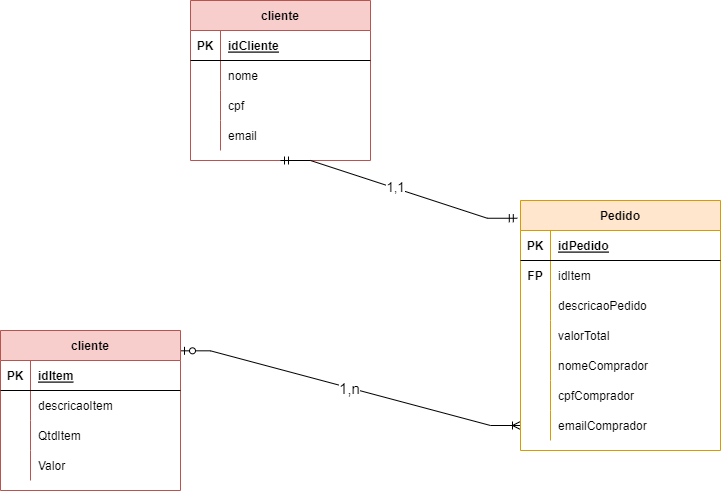 cliente
PK idCliente
nome
cpf
email
1,1
Pedido
PK idPedido
FP idItem
descricaoPedido
valorTotal
nomeComprador
cpfComprador
emailComprador
cliente
PK idItem
descricaoItem
QtdItem
Valor
1,n